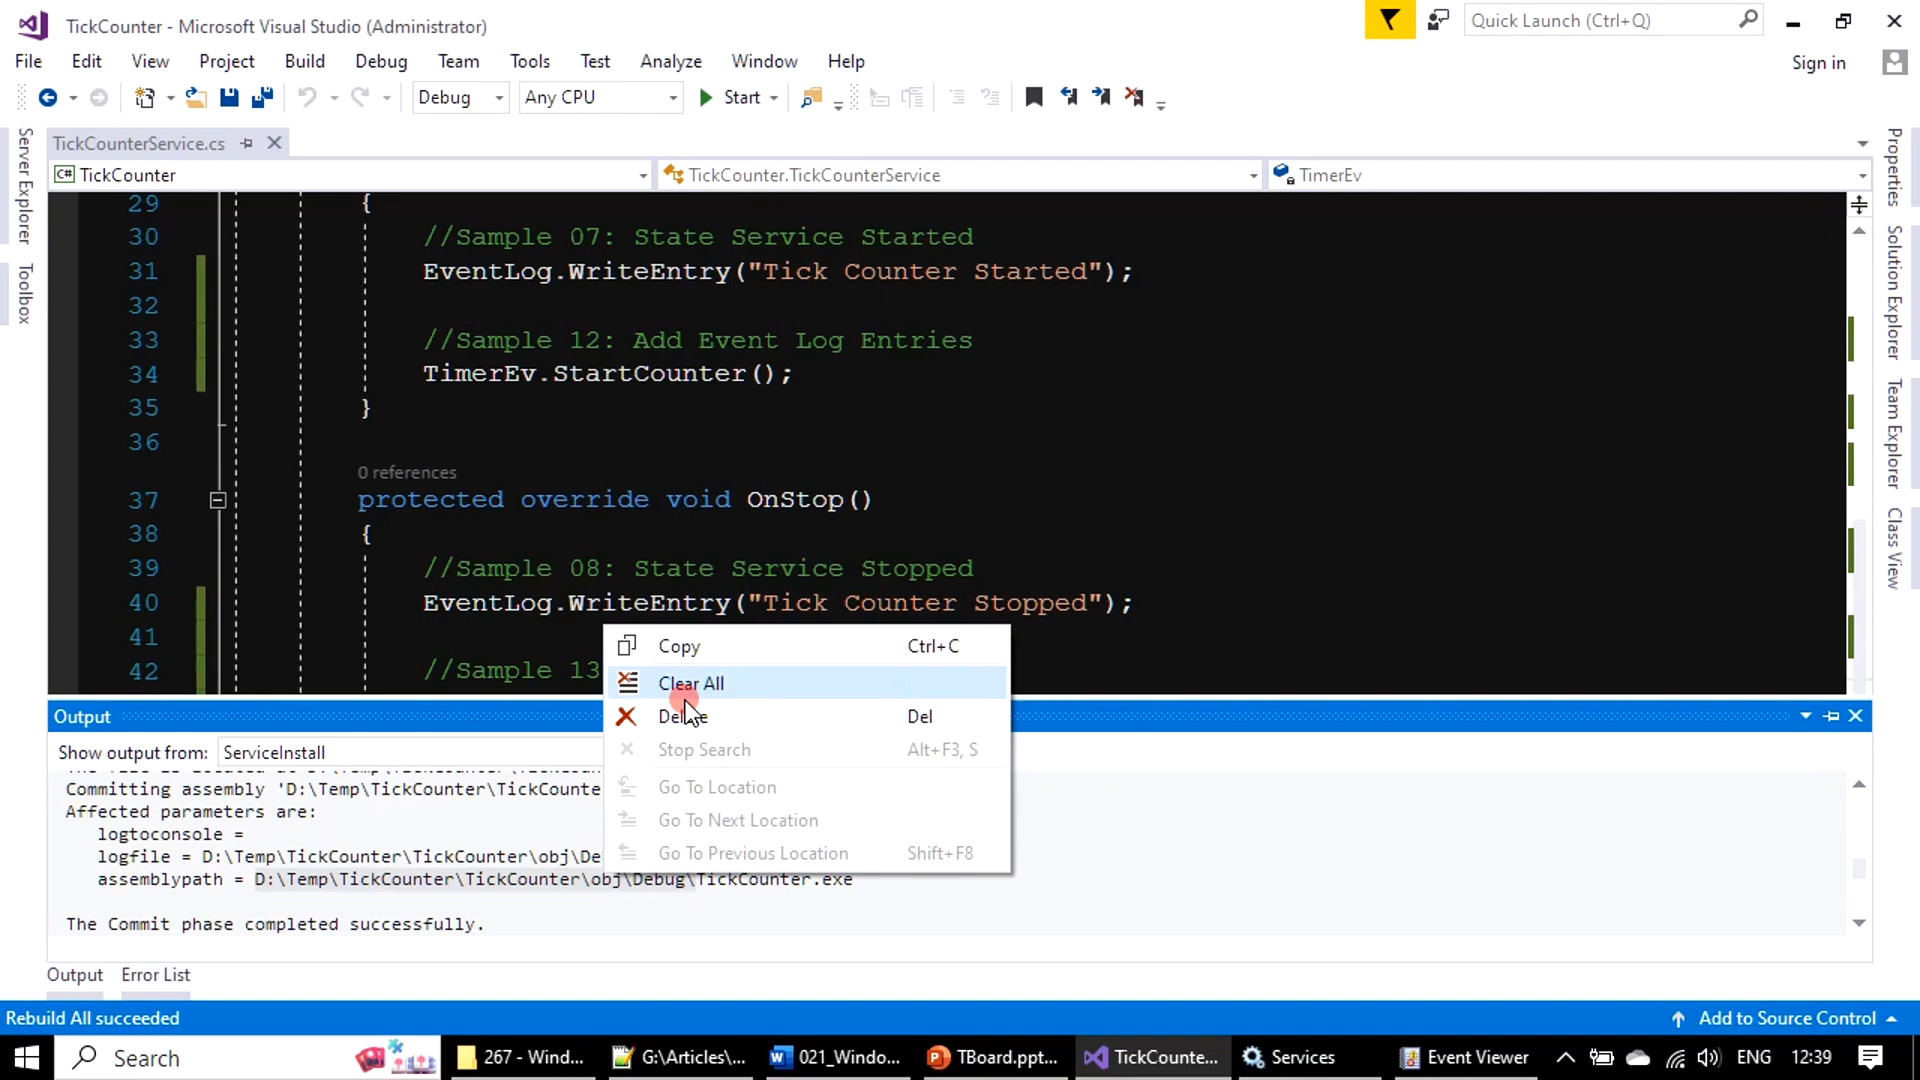 TickCounter - Microsoft Visual Studio (Administrator)
Quick Launch (Ctrl+Q)
File Edit View Project Build Debug Team Tools Test Analyze Window Help
Sign in
Debug Any CPU Start
TickCounterService.cs
TickCounter TickCounter.TickCounterService TimerEv
Server Explorer
Toolbox
Properties
Solution Explorer
Team Explorer
Class View
29 {
30 //Sample 07: State Service Started
31 EventLog.WriteEntry("Tick Counter Started");
32
33 //Sample 12: Add Event Log Entries
34 TimerEv.StartCounter();
35 }
36
0 references
37 protected override void OnStop()
38 {
39 //Sample 08: State Service Stopped
40 EventLog.WriteEntry("Tick Counter Stopped");
41
42 //Sample 13
Copy Ctrl+C
Clear All
Delete Del
Stop Search Alt+F3, S
Go To Location
Go To Next Location
Go To Previous Location Shift+F8
Output
Show output from: ServiceInstall
Committing assembly 'D:\Temp\TickCounter\TickCounte
Affected parameters are:
logtoconsole =
logfile = D:\Temp\TickCounter\TickCounter\obj\De
assemblypath = D:\Temp\TickCounter\TickCounter\obj\Debug\TickCounter.exe
The Commit phase completed successfully.
Output Error List
Rebuild All succeeded
Add to Source Control
Search
267 - Wind...
G:\Articles\...
021_Windo...
TBoard.ppt...
TickCounte...
Services
Event Viewer
ENG
12:39